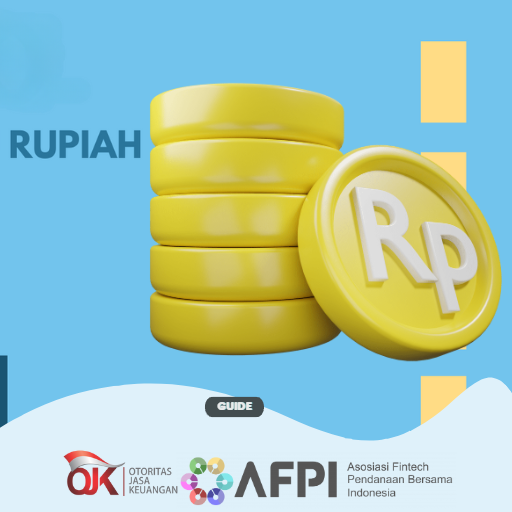 RUPIAH
Rp
GUIDE
OJK
OTORITAS
JASA
KEUANGAN
AFPI
Asosiasi Fintech
Pendanaan Bersama
Indonesia